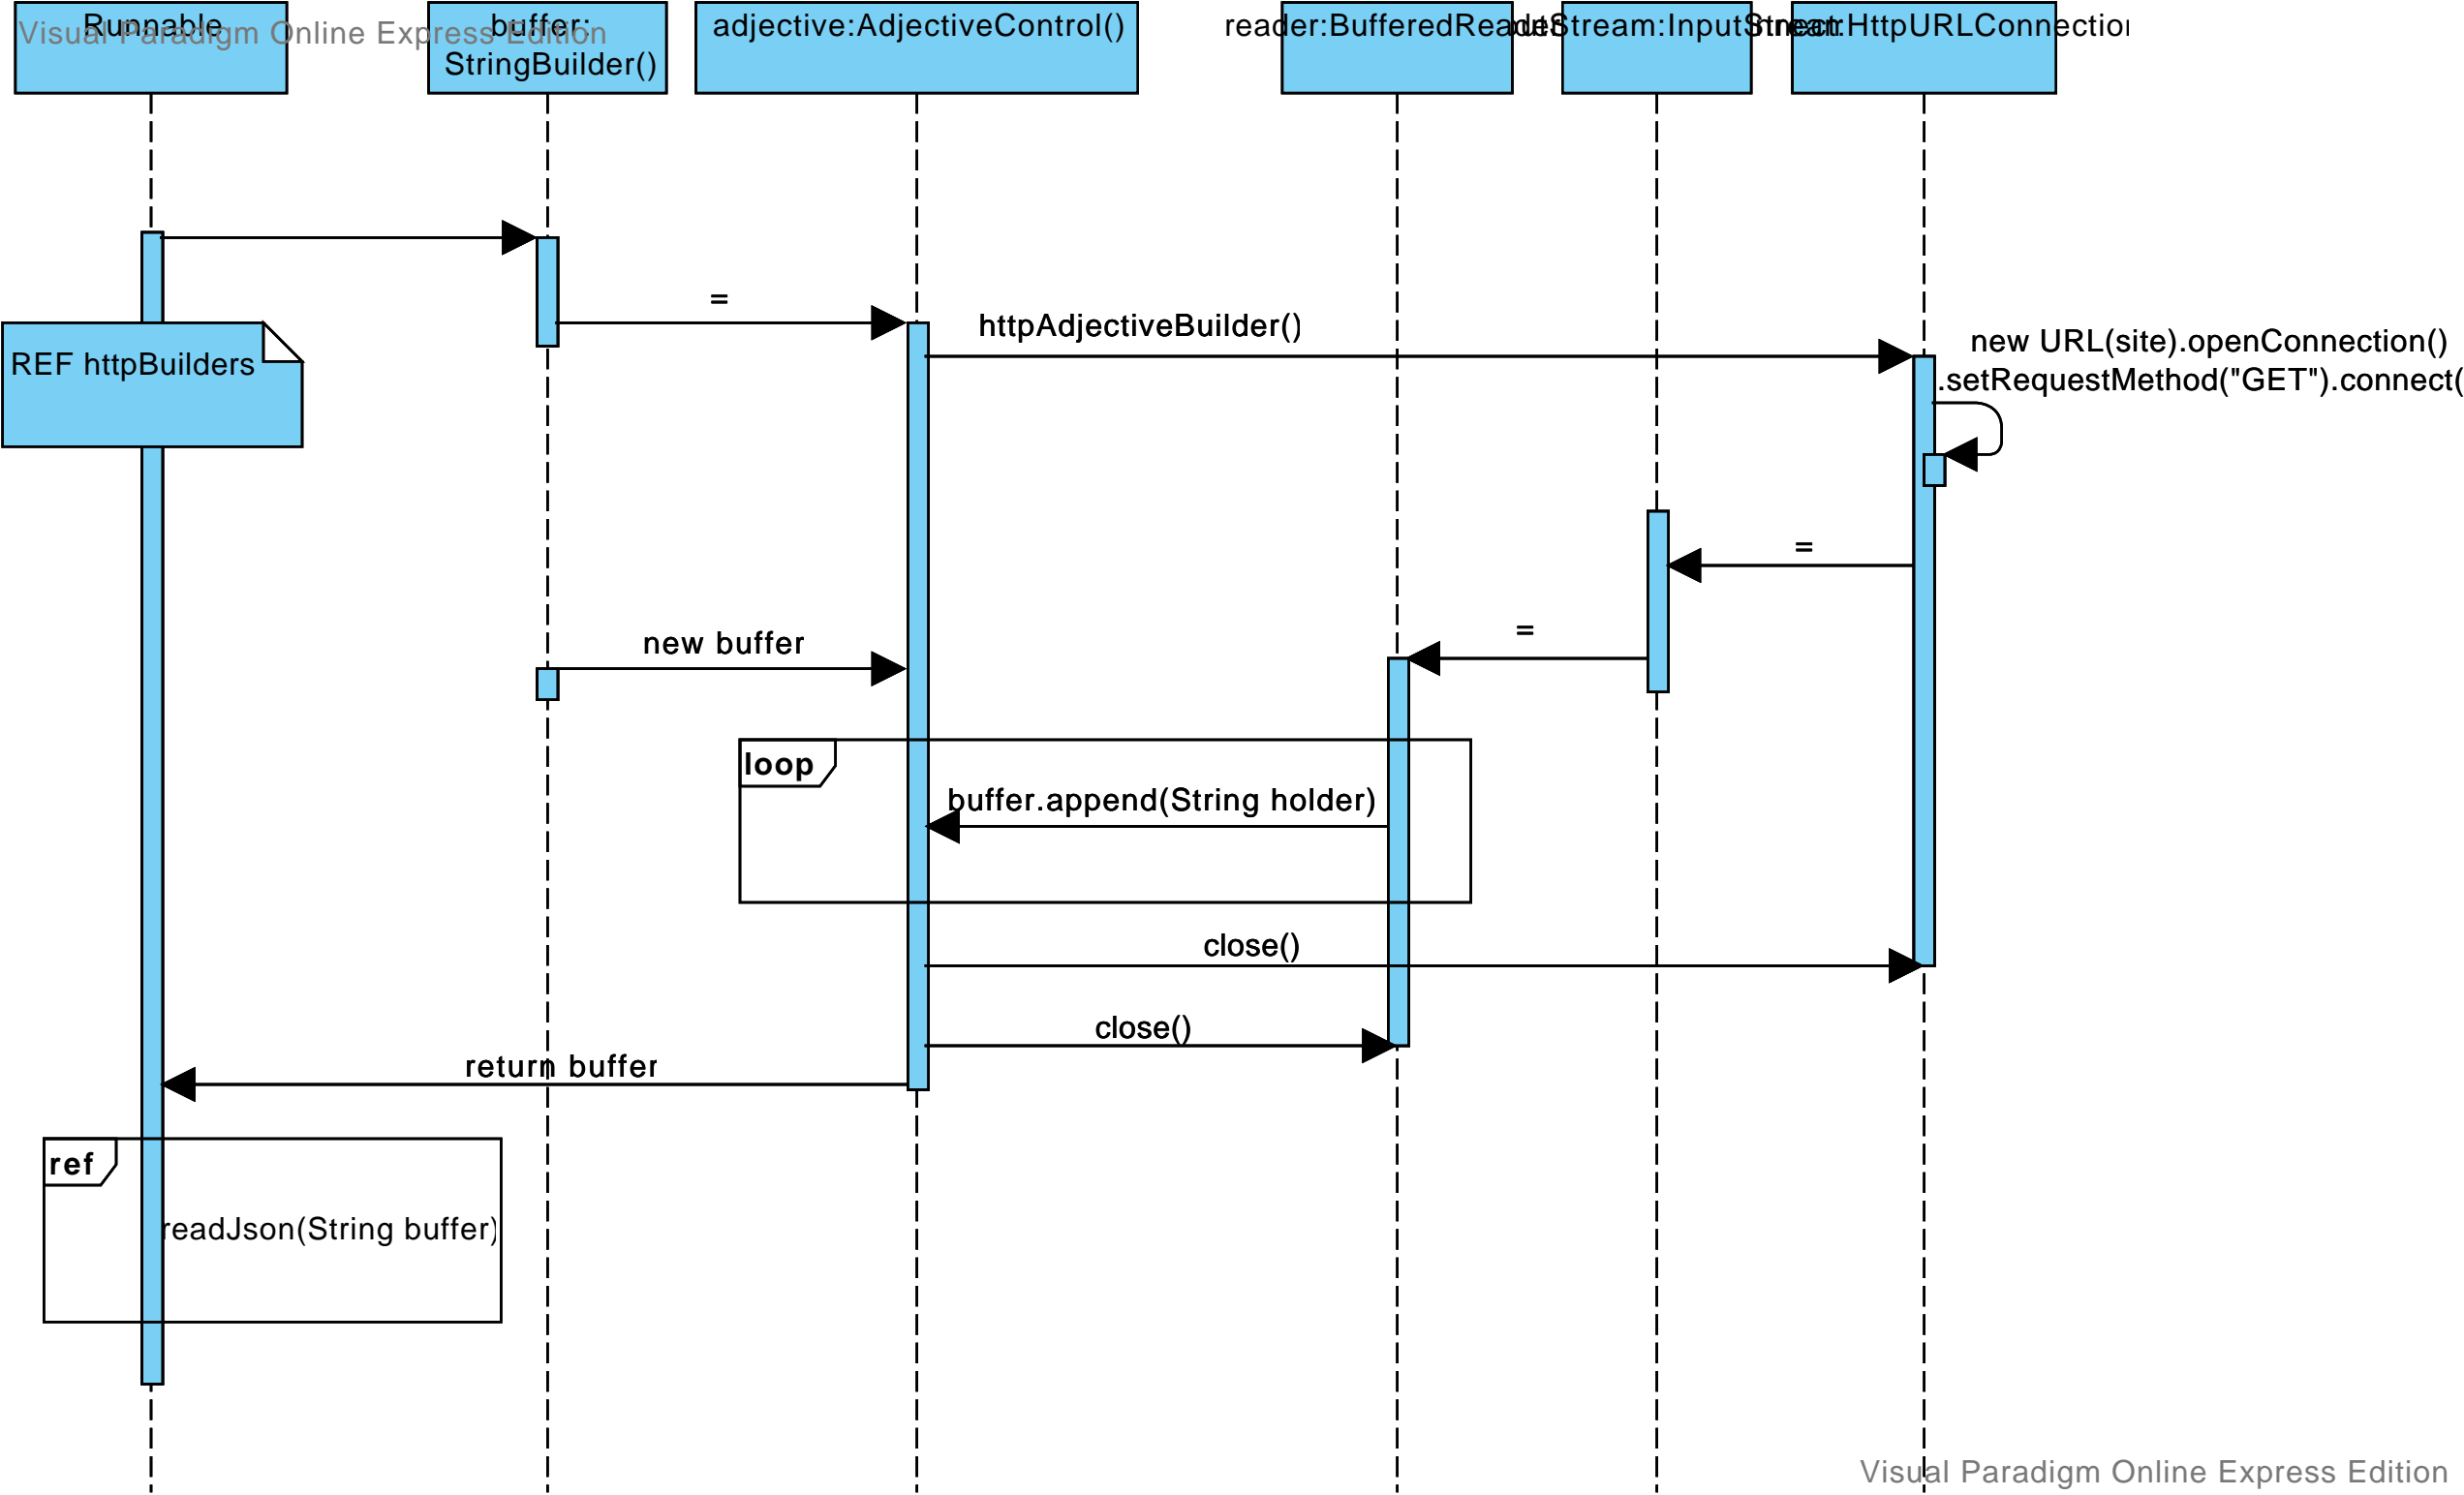 Runnable
Visual Paradigm Online Express Edition
buffer:
StringBuilder()
adjective:AdjectiveControl()
reader:BufferedReader
:InputStream
:HttpURLConnection
=
httpAdjectiveBuilder()
new URL(site).openConnection()
.setRequestMethod("GET").connect(
REF httpBuilders
=
=
new buffer
loop
buffer.append(String holder)
close()
close()
return buffer
ref
readJson(String buffer)
Visual Paradigm Online Express Edition